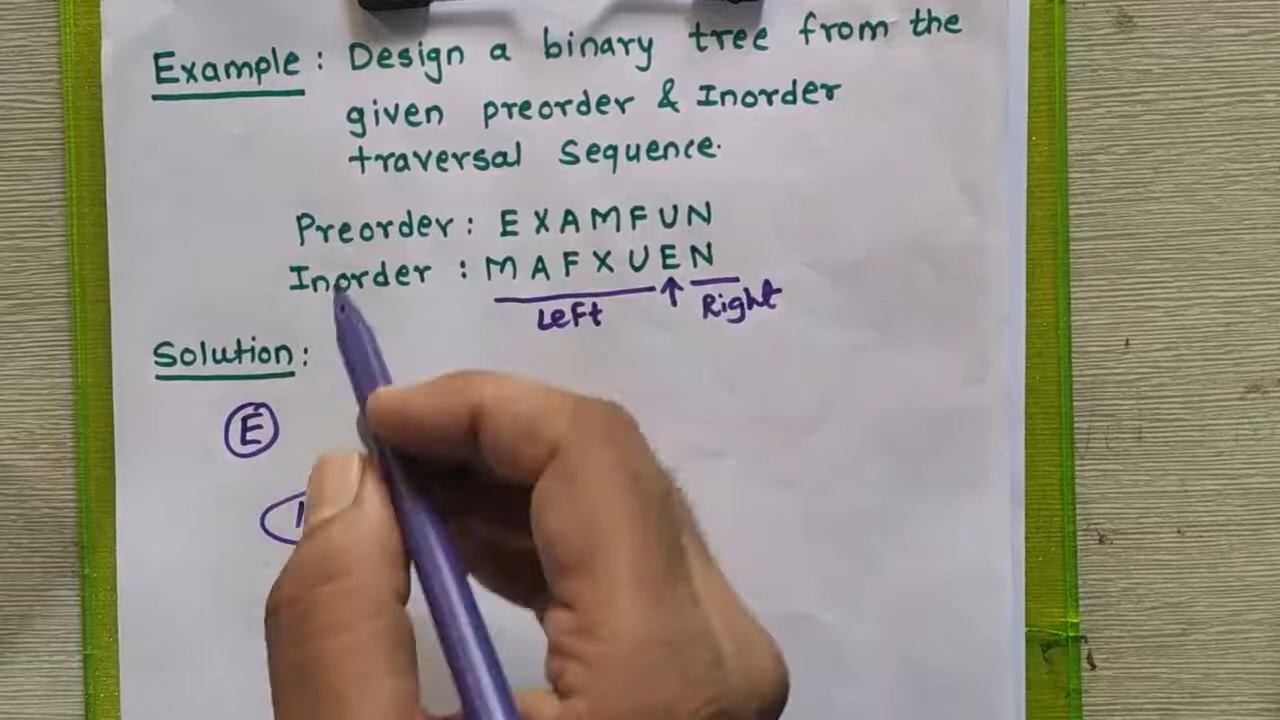 Example: Design a binary tree from the
given preorder & Inorder
traversal sequence.
Preorder: E X A M F U N
Inorder : M A F X U E N
Left ↑ Right
Solution:
E